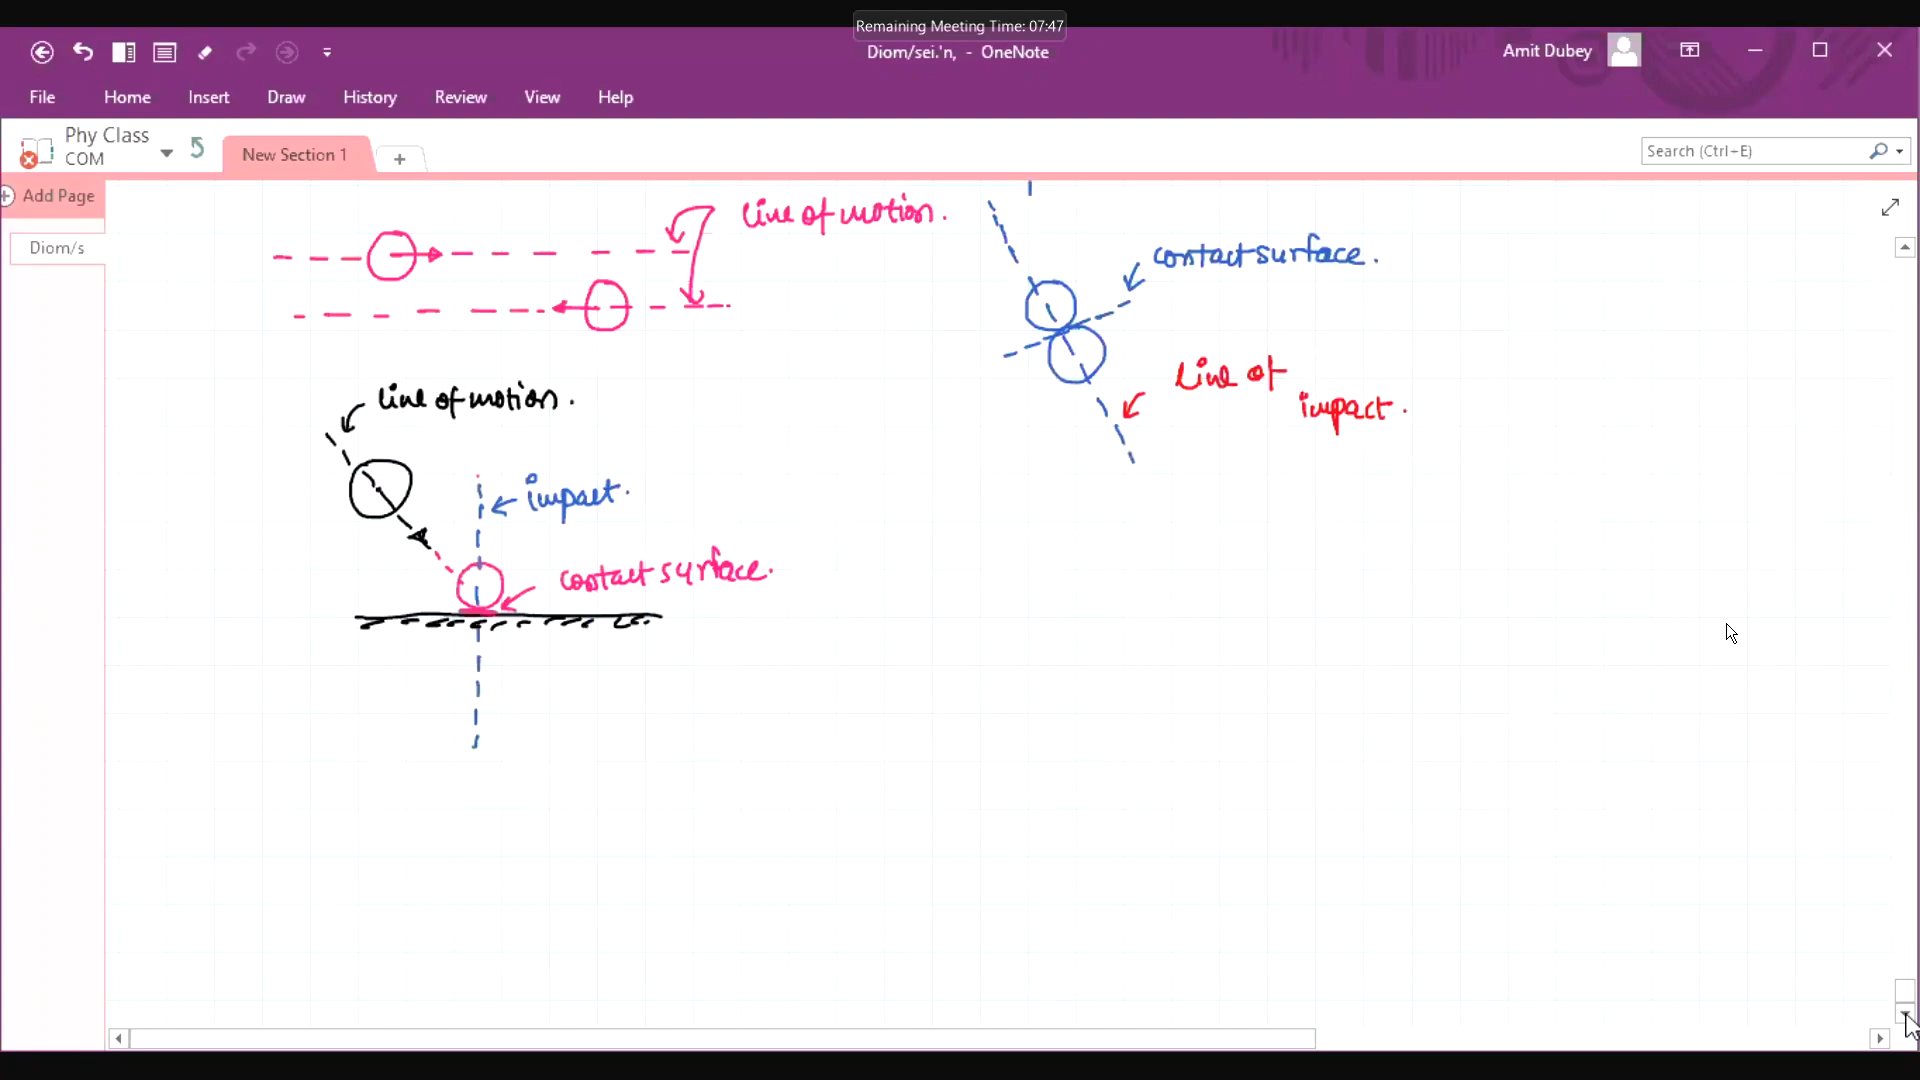 Remaining Meeting Time: 07:47
Diom/sei.'n, - OneNote
Amit Dubey
File Home Insert Draw History Review View Help
Phy Class
COM
New Section 1
Search (Ctrl+E)
Add Page
Diom/s
line of motion.
contact surface.
line of
impact.
line of motion.
impact.
contact surface.